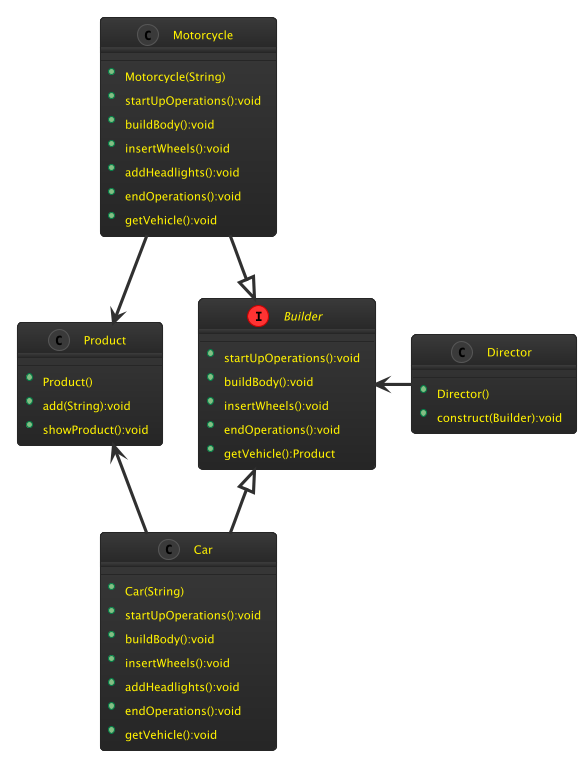 C Motorcycle
Motorcycle(String)
startUpOperations():void
buildBody():void
insertWheels():void
addHeadlights():void
endOperations():void
getVehicle():void
C Product
Product()
add(String):void
showProduct():void
I Builder
startUpOperations():void
buildBody():void
insertWheels():void
endOperations():void
getVehicle():Product
C Director
Director()
construct(Builder):void
C Car
Car(String)
startUpOperations():void
buildBody():void
insertWheels():void
addHeadlights():void
endOperations():void
getVehicle():void